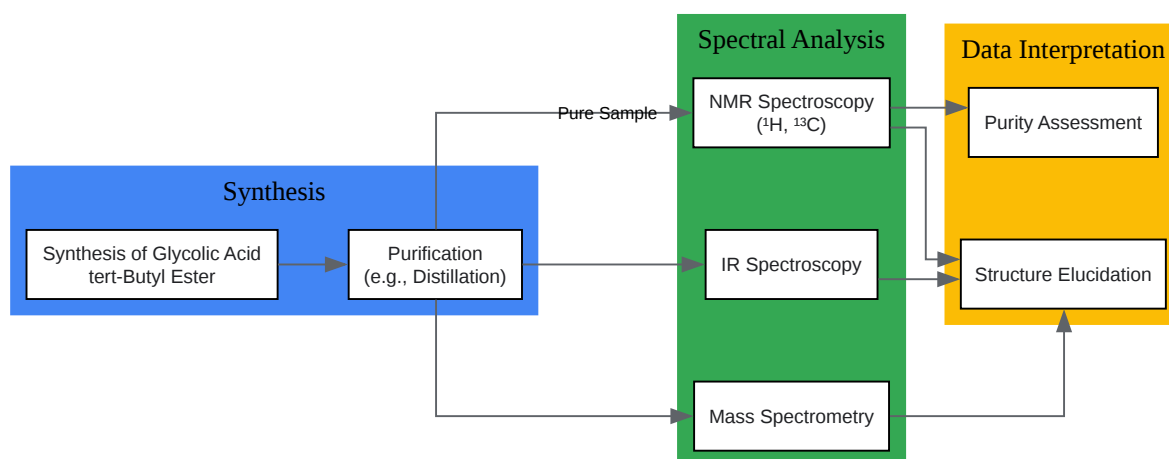 Synthesis
Synthesis of Glycolic Acid
tert-Butyl Ester
Purification
(e.g., Distillation)
Pure Sample
Spectral Analysis
NMR Spectroscopy
(¹H, ¹³C)
IR Spectroscopy
Mass Spectrometry
Data Interpretation
Purity Assessment
Structure Elucidation